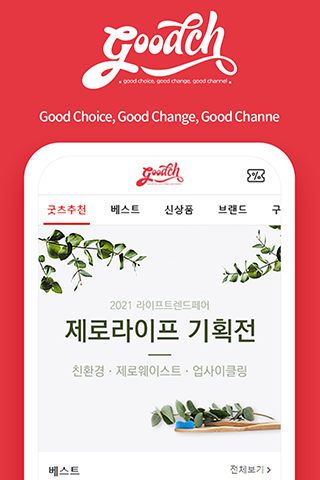 Goodch
good choice, good change, good channel
Good Choice, Good Change, Good Channe
Goodch
굿츠추천 베스트 신상품 브랜드 구
2021 라이프트렌드페어
제로라이프 기획전
친환경 · 제로웨이스트 · 업사이클링
베스트 전체보기 >